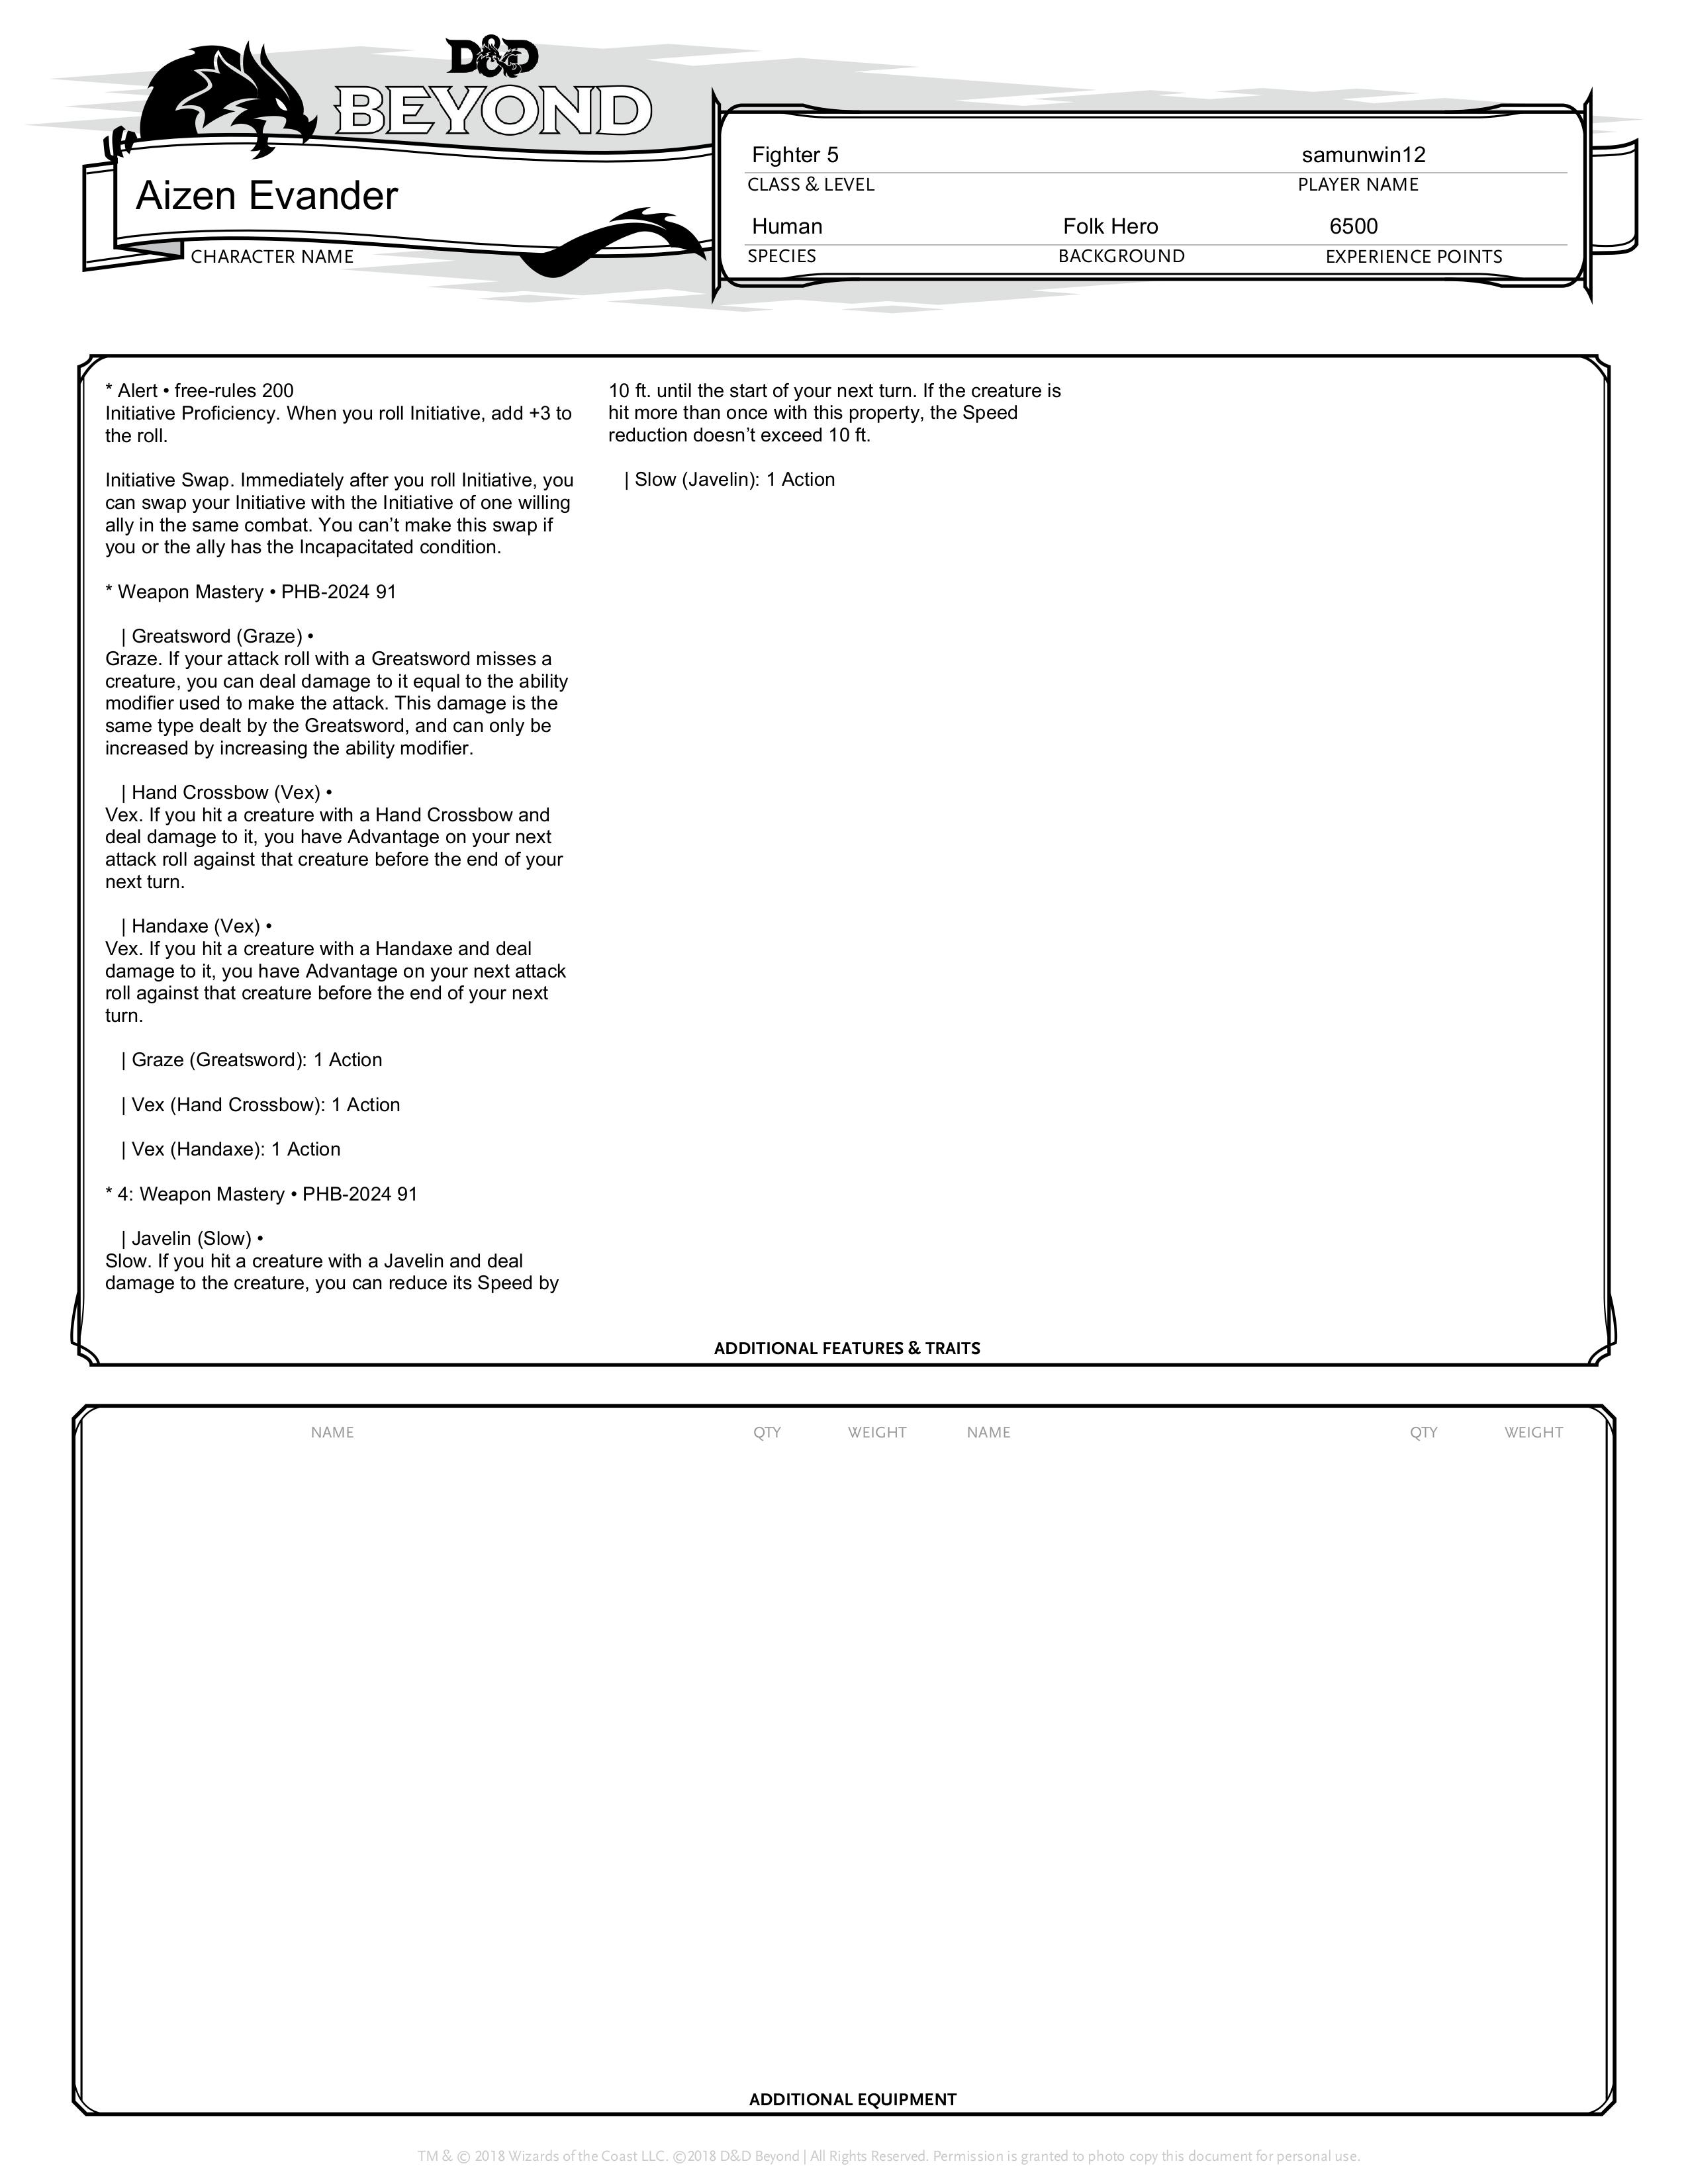 D&D
BEYOND
Aizen Evander
CHARACTER NAME
Fighter 5
samunwin12
CLASS & LEVEL
PLAYER NAME
Human
Folk Hero
6500
SPECIES
BACKGROUND
EXPERIENCE POINTS
* Alert • free-rules 200
Initiative Proficiency. When you roll Initiative, add +3 to
the roll.
Initiative Swap. Immediately after you roll Initiative, you
can swap your Initiative with the Initiative of one willing
ally in the same combat. You can’t make this swap if
you or the ally has the Incapacitated condition.
* Weapon Mastery • PHB-2024 91
| Greatsword (Graze) •
Graze. If your attack roll with a Greatsword misses a
creature, you can deal damage to it equal to the ability
modifier used to make the attack. This damage is the
same type dealt by the Greatsword, and can only be
increased by increasing the ability modifier.
| Hand Crossbow (Vex) •
Vex. If you hit a creature with a Hand Crossbow and
deal damage to it, you have Advantage on your next
attack roll against that creature before the end of your
next turn.
| Handaxe (Vex) •
Vex. If you hit a creature with a Handaxe and deal
damage to it, you have Advantage on your next attack
roll against that creature before the end of your next
turn.
| Graze (Greatsword): 1 Action
| Vex (Hand Crossbow): 1 Action
| Vex (Handaxe): 1 Action
* 4: Weapon Mastery • PHB-2024 91
| Javelin (Slow) •
Slow. If you hit a creature with a Javelin and deal
damage to the creature, you can reduce its Speed by
10 ft. until the start of your next turn. If the creature is
hit more than once with this property, the Speed
reduction doesn’t exceed 10 ft.
| Slow (Javelin): 1 Action
ADDITIONAL FEATURES & TRAITS
NAME QTY WEIGHT NAME QTY WEIGHT
ADDITIONAL EQUIPMENT
TM & © 2018 Wizards of the Coast LLC. ©2018 D&D Beyond | All Rights Reserved. Permission is granted to photo copy this document for personal use.